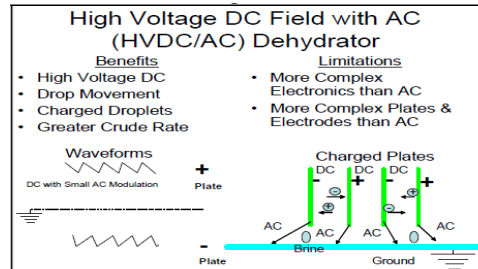 High Voltage DC Field with AC
(HVDC/AC) Dehydrator
Benefits
• High Voltage DC
• Drop Movement
• Charged Droplets
• Greater Crude Rate
Limitations
• More Complex
Electronics than AC
• More Complex Plates &
Electrodes than AC
Waveforms
+
Plate
DC with Small AC Modulation
-
Plate
Charged Plates
DC DC DC
- + - +
- +
+ -
AC AC AC AC
Brine
Ground